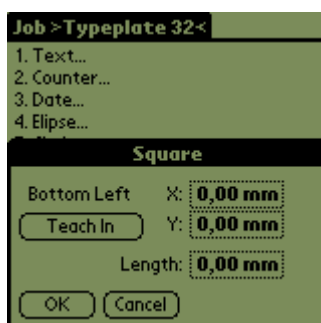 Job >Typeplate 32<
1. Text...
2. Counter...
3. Date...
4. Elipse...
Square
Bottom Left X: 0,00 mm
Teach In Y: 0,00 mm
Length: 0,00 mm
OK Cancel